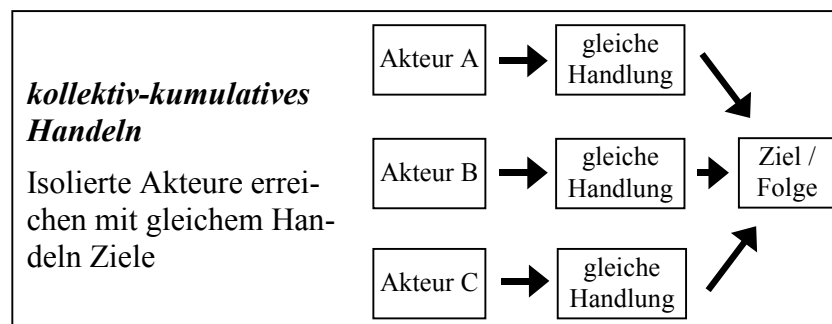 kollektiv-kumulatives
Handeln
Isolierte Akteure errei-
chen mit gleichem Han-
deln Ziele
Akteur A
gleiche
Handlung
Akteur B
gleiche
Handlung
Ziel /
Folge
Akteur C
gleiche
Handlung